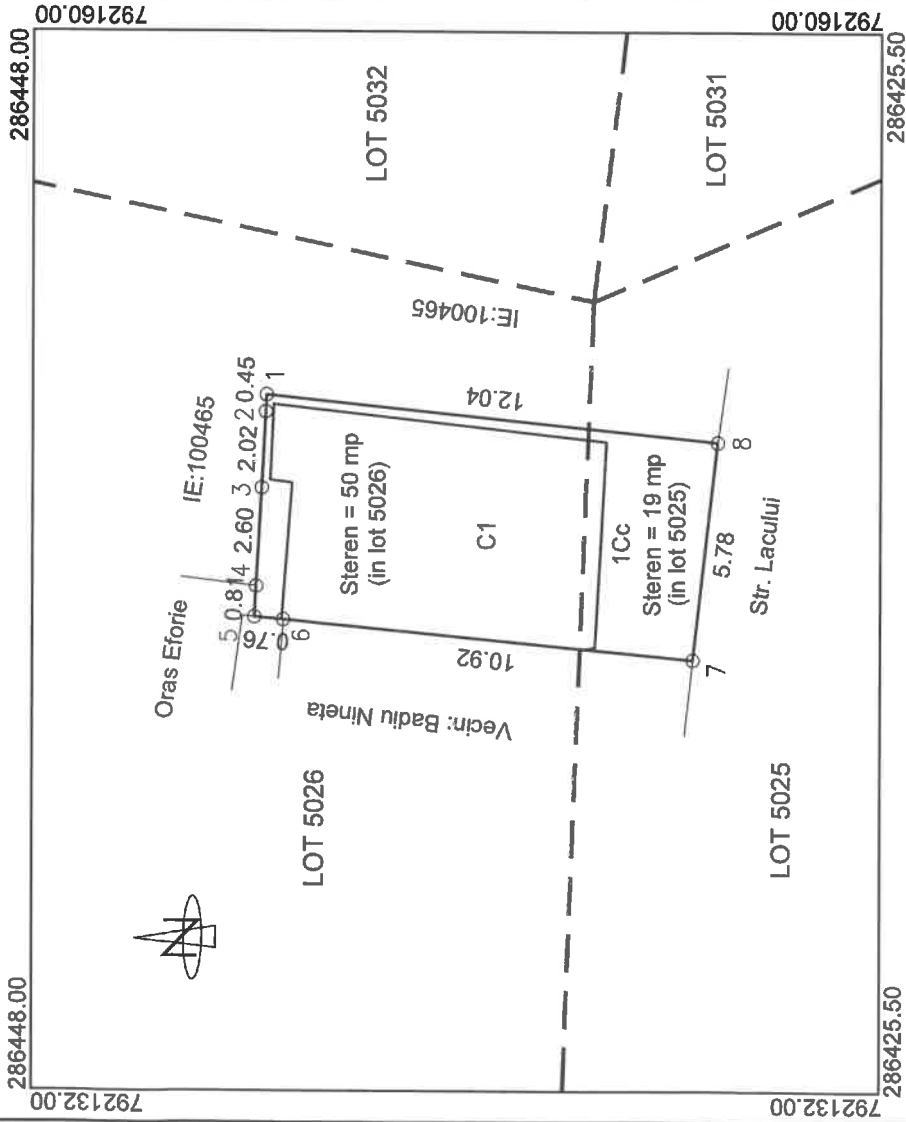 286448.00
286448.00
792132.00
792160.00
N
LOT 5032
IE:100465
Oras Eforie
5 0.81 4 2.60 3 2.02 2 0.45
1
0.76
6
IE:100465
Steren = 50 mp
(in lot 5026)
12.04
C1
LOT 5026
Vecin: Badiu Nineta
10.92
LOT 5031
1Cc
Steren = 19 mp
(in lot 5025)
8
5.78
7
Str. Lacului
LOT 5025
792132.00
792160.00
286425.50
286425.50